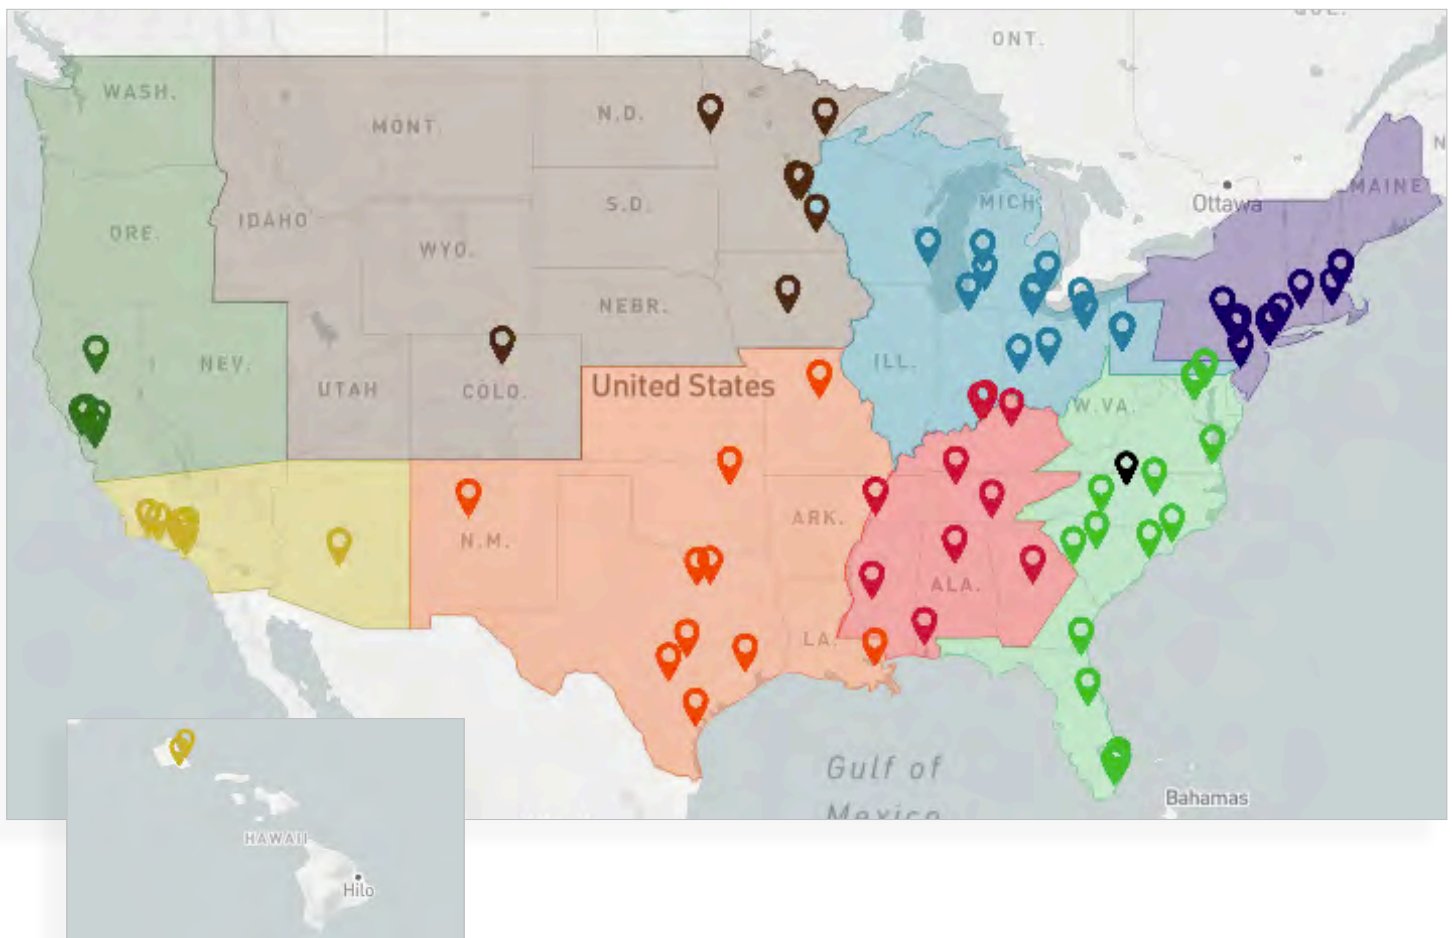 ONT.
WASH.
MONT.
N.D.
N
MAINE
ORE.
IDAHO
S.D.
MICH
Ottawa
WYO.
NEBR.
NEV.
UTAH
COLO.
United States
ILL.
W.VA.
N.M.
ARK.
ALA.
LA.
Gulf of
Mexico
Bahamas
HAWAII
Hilo